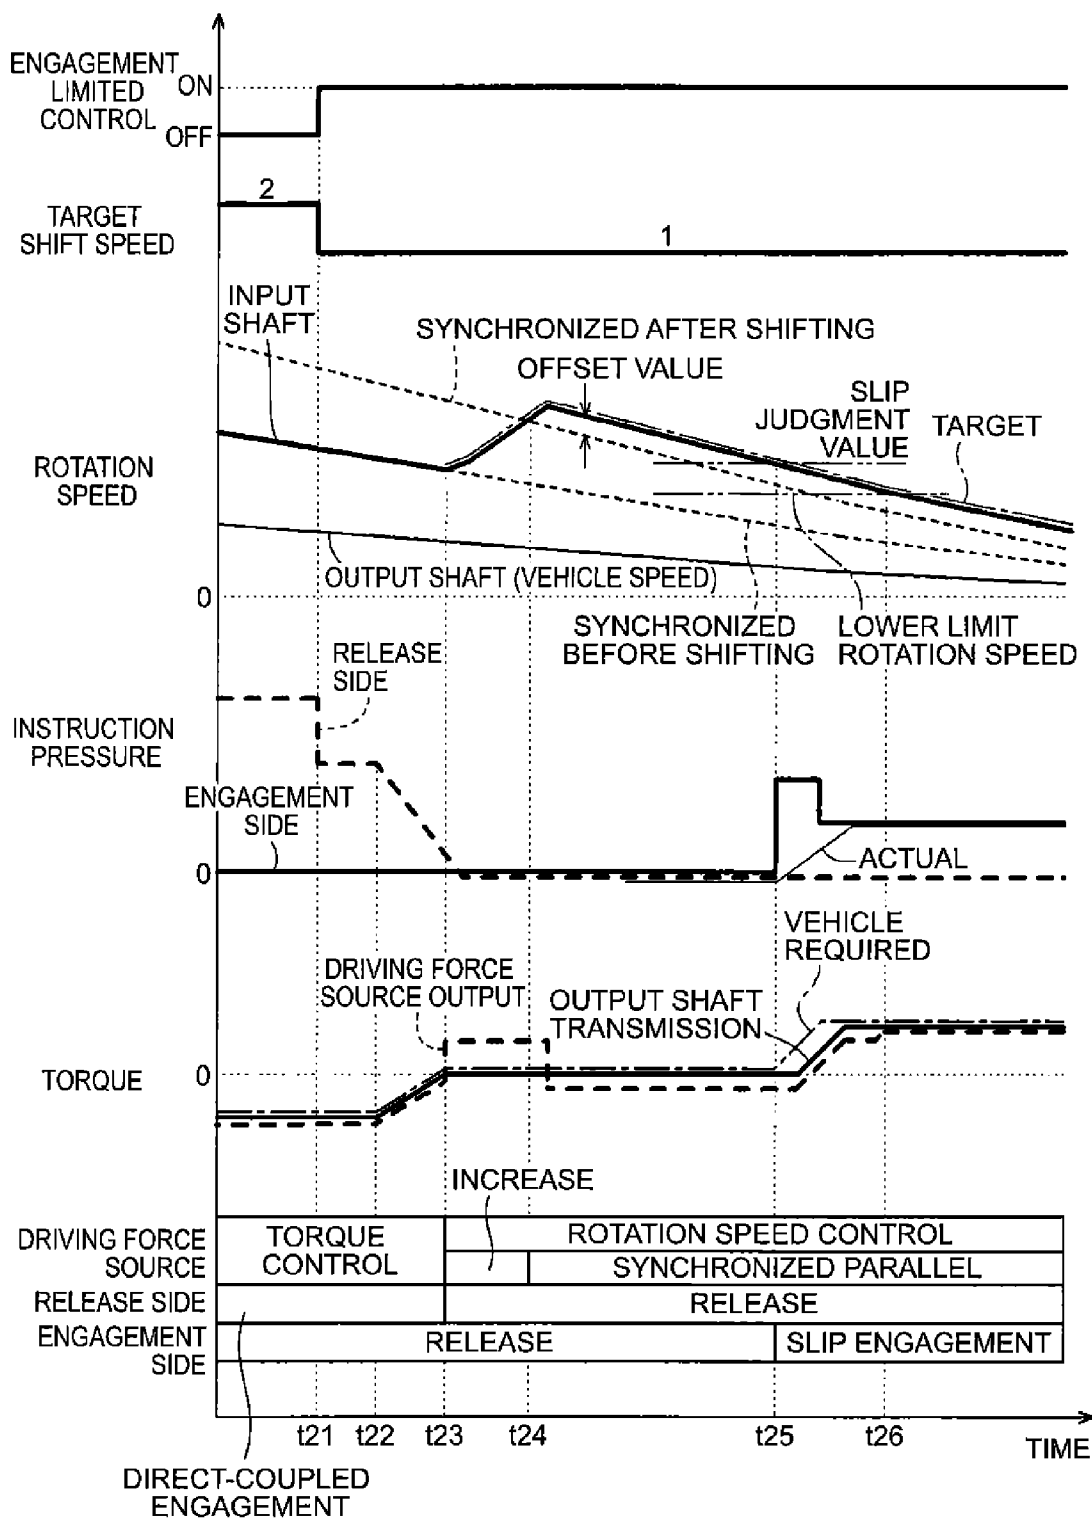 ENGAGEMENT
LIMITED
CONTROL
ON
OFF
TARGET
SHIFT SPEED
2
1
INPUT
SHAFT
SYNCHRONIZED AFTER SHIFTING
OFFSET VALUE
SLIP
JUDGMENT
VALUE
TARGET
ROTATION
SPEED
OUTPUT SHAFT (VEHICLE SPEED)
0
SYNCHRONIZED
BEFORE SHIFTING
LOWER LIMIT
ROTATION SPEED
RELEASE
SIDE
INSTRUCTION
PRESSURE
ENGAGEMENT
SIDE
ACTUAL
0
VEHICLE
REQUIRED
DRIVING FORCE
SOURCE OUTPUT
OUTPUT SHAFT
TRANSMISSION
TORQUE
0
INCREASE
DRIVING FORCE
SOURCE
TORQUE
CONTROL
ROTATION SPEED CONTROL
SYNCHRONIZED PARALLEL
RELEASE SIDE
RELEASE
ENGAGEMENT
SIDE
RELEASE
SLIP ENGAGEMENT
t21
t22
t23
t24
t25
t26
TIME
DIRECT-COUPLED
ENGAGEMENT